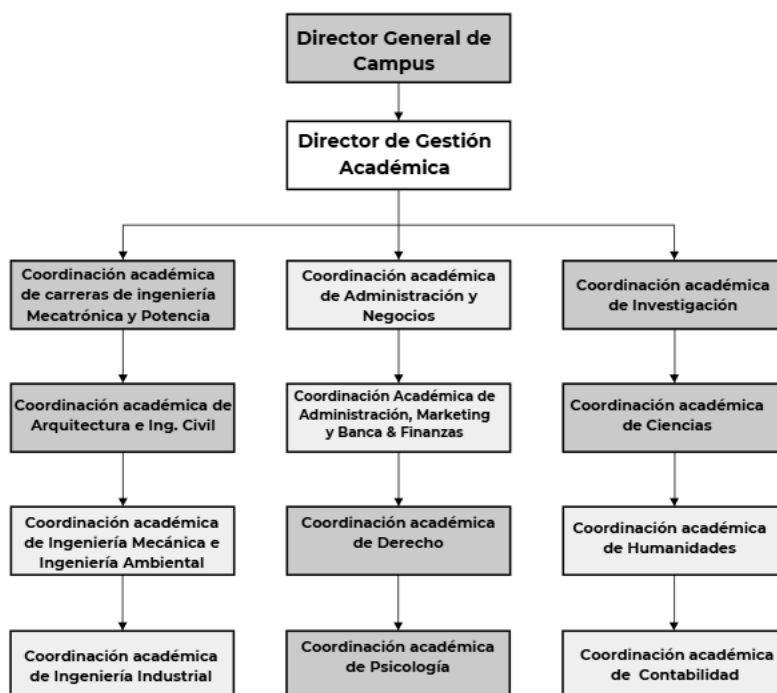 Director General de
Campus
Director de Gestión
Académica
Coordinación académica
de carreras de ingeniería
Mecatrónica y Potencia
Coordinación académica
de Administración y
Negocios
Coordinación académica
de Investigación
Coordinación académica de
Arquitectura e Ing. Civil
Coordinación Académica de
Administración, Marketing
y Banca & Finanzas
Coordinación académica
de Ciencias
Coordinación académica
de Ingeniería Mecánica e
Ingeniería Ambiental
Coordinación académica
de Derecho
Coordinación académica
de Humanidades
Coordinación académica
de Ingeniería Industrial
Coordinación académica
de Psicología
Coordinación académica
de Contabilidad